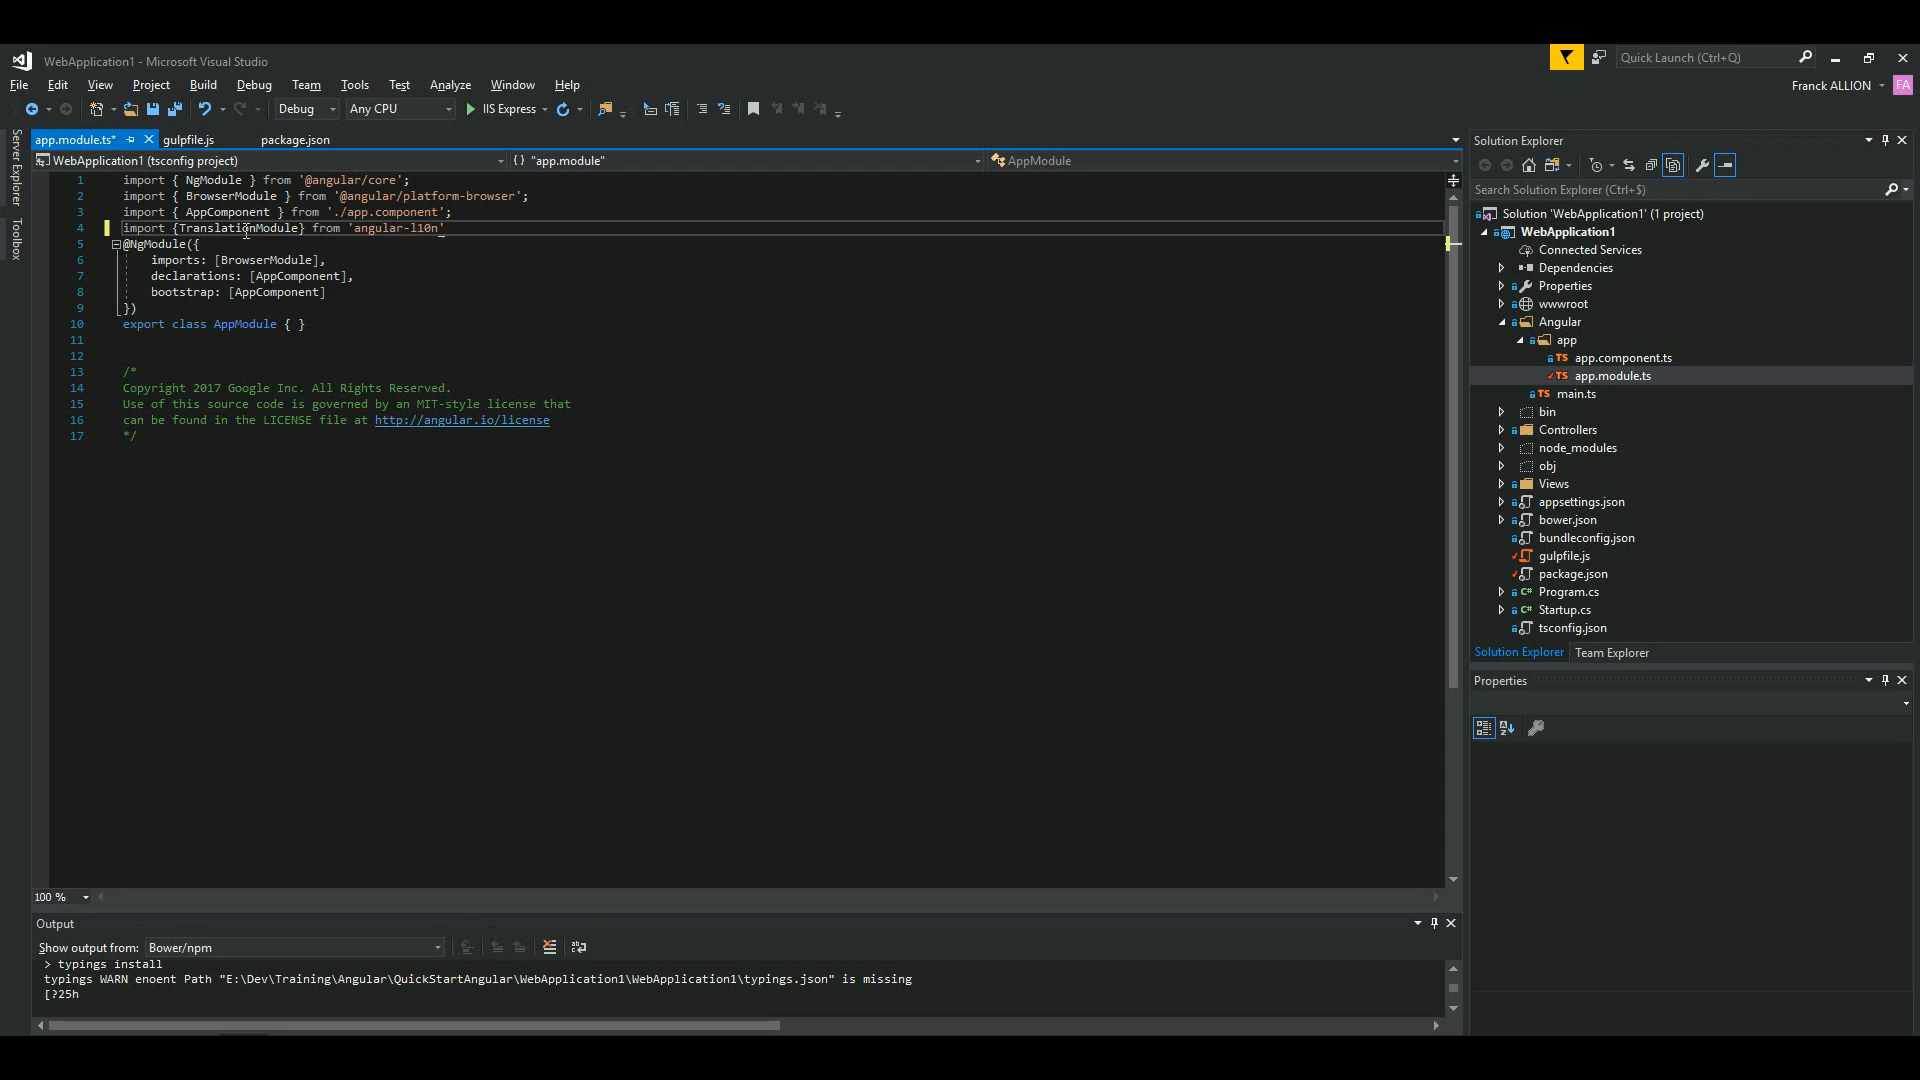 WebApplication1 - Microsoft Visual Studio
Quick Launch (Ctrl+Q)
File Edit View Project Build Debug Team Tools Test Analyze Window Help
Franck ALLION FA
Debug Any CPU IIS Express
Server Explorer
Toolbox
app.module.ts* gulpfile.js package.json
WebApplication1 (tsconfig project) {} "app.module" AppModule
1 import { NgModule } from '@angular/core';
2 import { BrowserModule } from '@angular/platform-browser';
3 import { AppComponent } from './app.component';
4 import {TranslationModule} from 'angular-l10n'
5 @NgModule({
6 imports: [BrowserModule],
7 declarations: [AppComponent],
8 bootstrap: [AppComponent]
9 })
10 export class AppModule { }
11
12
13 /*
14 Copyright 2017 Google Inc. All Rights Reserved.
15 Use of this source code is governed by an MIT-style license that
16 can be found in the LICENSE file at http://angular.io/license
17 */
100 %
Output
Show output from: Bower/npm
> typings install
typings WARN enoent Path "E:\Dev\Training\Angular\QuickStartAngular\WebApplication1\WebApplication1\typings.json" is missing
[?25h
Solution Explorer
Search Solution Explorer (Ctrl+$)
Solution 'WebApplication1' (1 project)
WebApplication1
Connected Services
Dependencies
Properties
wwwroot
Angular
app
TS app.component.ts
TS app.module.ts
TS main.ts
bin
Controllers
node_modules
obj
Views
appsettings.json
bower.json
bundleconfig.json
gulpfile.js
package.json
C# Program.cs
C# Startup.cs
tsconfig.json
Solution Explorer Team Explorer
Properties